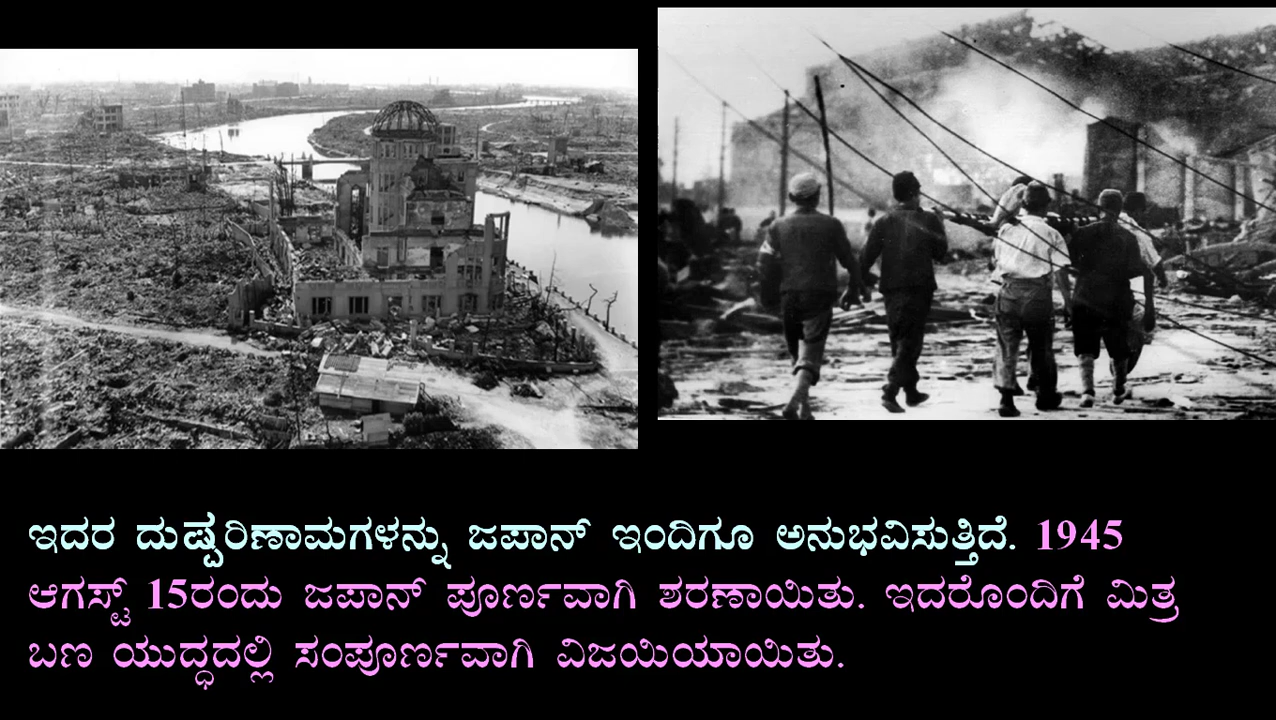 ಇದರ ದುಷ್ಪರಿಣಾಮಗಳನ್ನು ಜಪಾನ್ ಇಂದಿಗೂ ಅನುಭವಿಸುತ್ತಿದೆ. 1945
ಆಗಸ್ಟ್ 15ರಂದು ಜಪಾನ್ ಪೂರ್ಣವಾಗಿ ಶರಣಾಯಿತು. ಇದರೊಂದಿಗೆ ಮಿತ್ರ
ಬಣ ಯುದ್ಧದಲ್ಲಿ ಸಂಪೂರ್ಣವಾಗಿ ವಿಜಯಿಯಾಯಿತು.